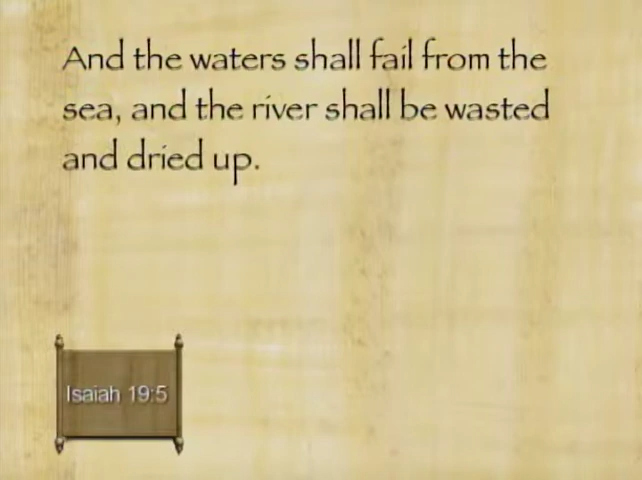 And the waters shall fail from the
sea, and the river shall be wasted
and dried up.
Isaiah 19:5